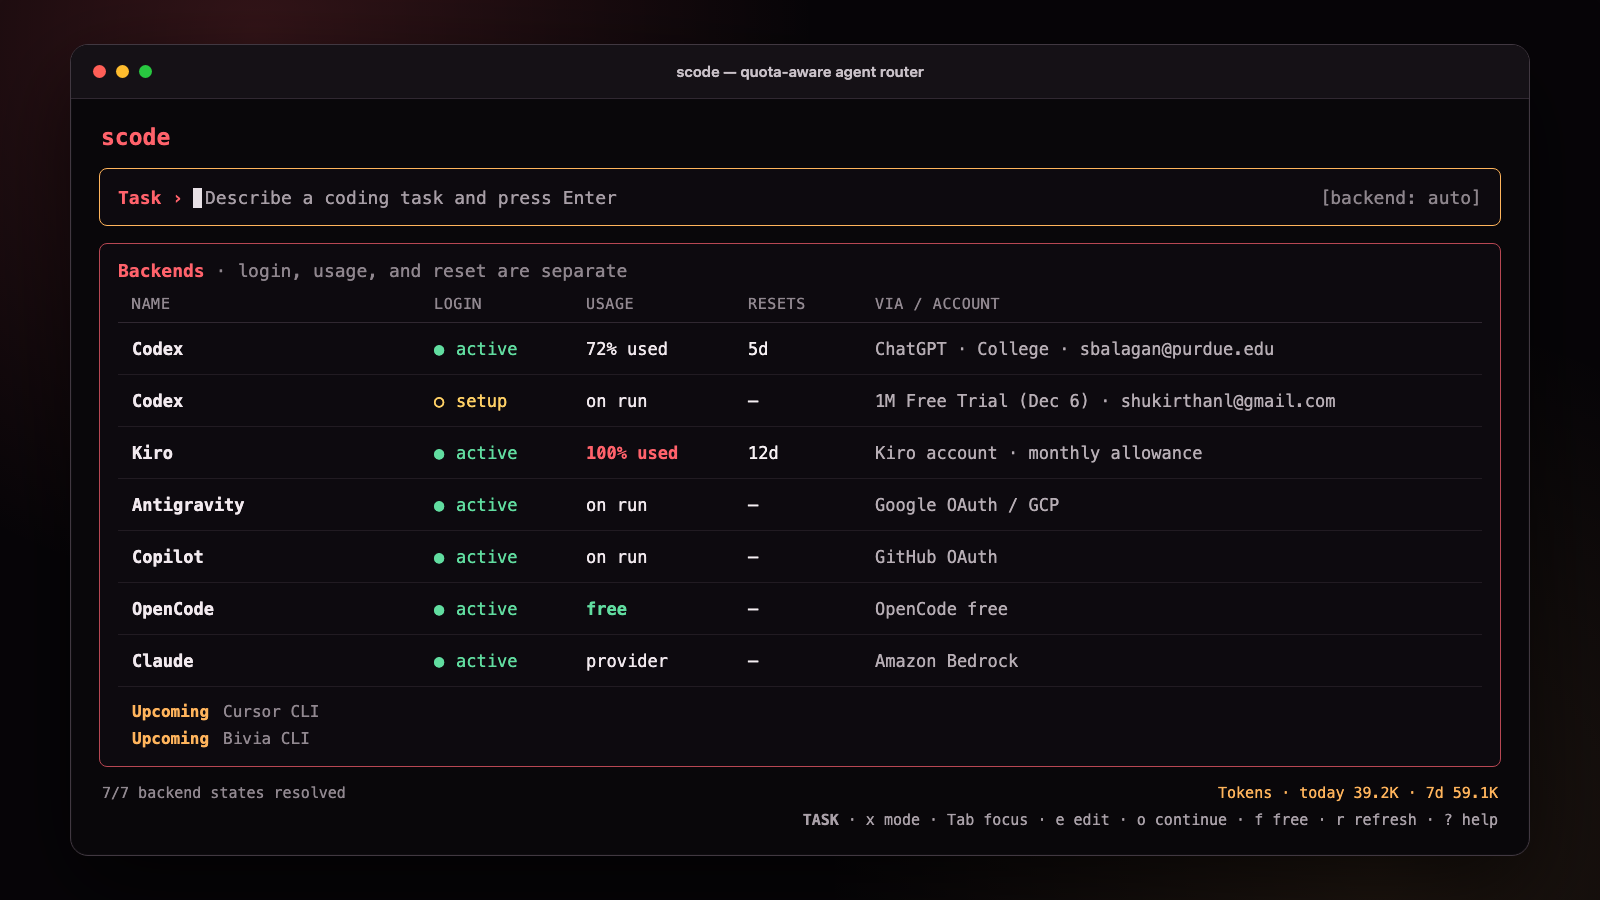 scode — quota-aware agent router
scode
Task › Describe a coding task and press Enter [backend: auto]
Backends · login, usage, and reset are separate
NAME LOGIN USAGE RESETS VIA / ACCOUNT
Codex ● active 72% used 5d ChatGPT · College · sbalagan@purdue.edu
Codex ○ setup on run — 1M Free Trial (Dec 6) · shukirthanl@gmail.com
Kiro ● active 100% used 12d Kiro account · monthly allowance
Antigravity ● active on run — Google OAuth / GCP
Copilot ● active on run — GitHub OAuth
OpenCode ● active free — OpenCode free
Claude ● active provider — Amazon Bedrock
Upcoming Cursor CLI
Upcoming Bivia CLI
7/7 backend states resolved Tokens · today 39.2K · 7d 59.1K
TASK · x mode · Tab focus · e edit · o continue · f free · r refresh · ? help